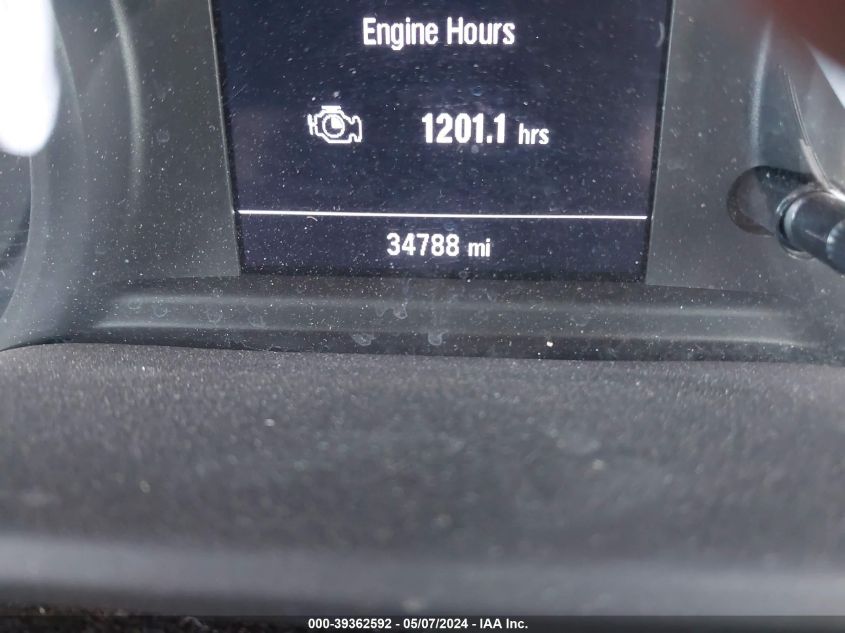 Engine Hours
1201.1 hrs
34788 mi
000-39362592 - 05/07/2024 - IAA Inc.